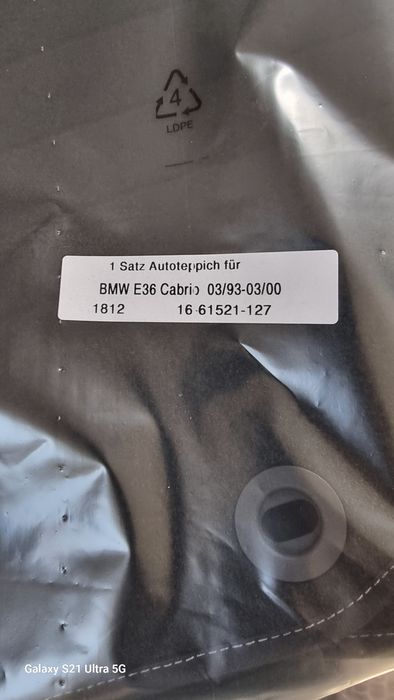 4
LDPE
1 Satz Autoteppich für
BMW E36 Cabrio 03/93-03/00
1812 16-61521-127
Galaxy S21 Ultra 5G